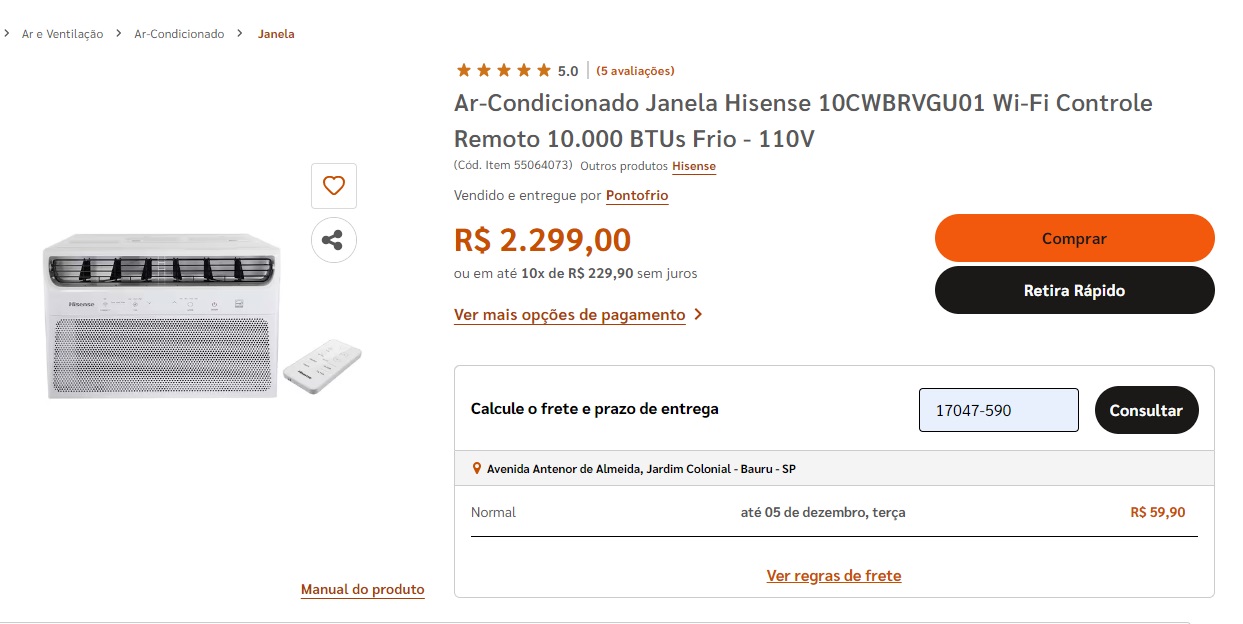 Ar e Ventilação > Ar-Condicionado > Janela
5.0 (5 avaliações)
Ar-Condicionado Janela Hisense 10CWBRVGU01 Wi-Fi Controle
Remoto 10.000 BTUs Frio - 110V
(Cód. Item 55064073) Outros produtos Hisense
Vendido e entregue por Pontofrio
R$ 2.299,00
ou em até 10x de R$ 229,90 sem juros
Ver mais opções de pagamento
Comprar
Retira Rápido
Hisense
Calcule o frete e prazo de entrega
17047-590
Consultar
Avenida Antenor de Almeida, Jardim Colonial - Bauru - SP
Normal até 05 de dezembro, terça R$ 59,90
Ver regras de frete
Manual do produto